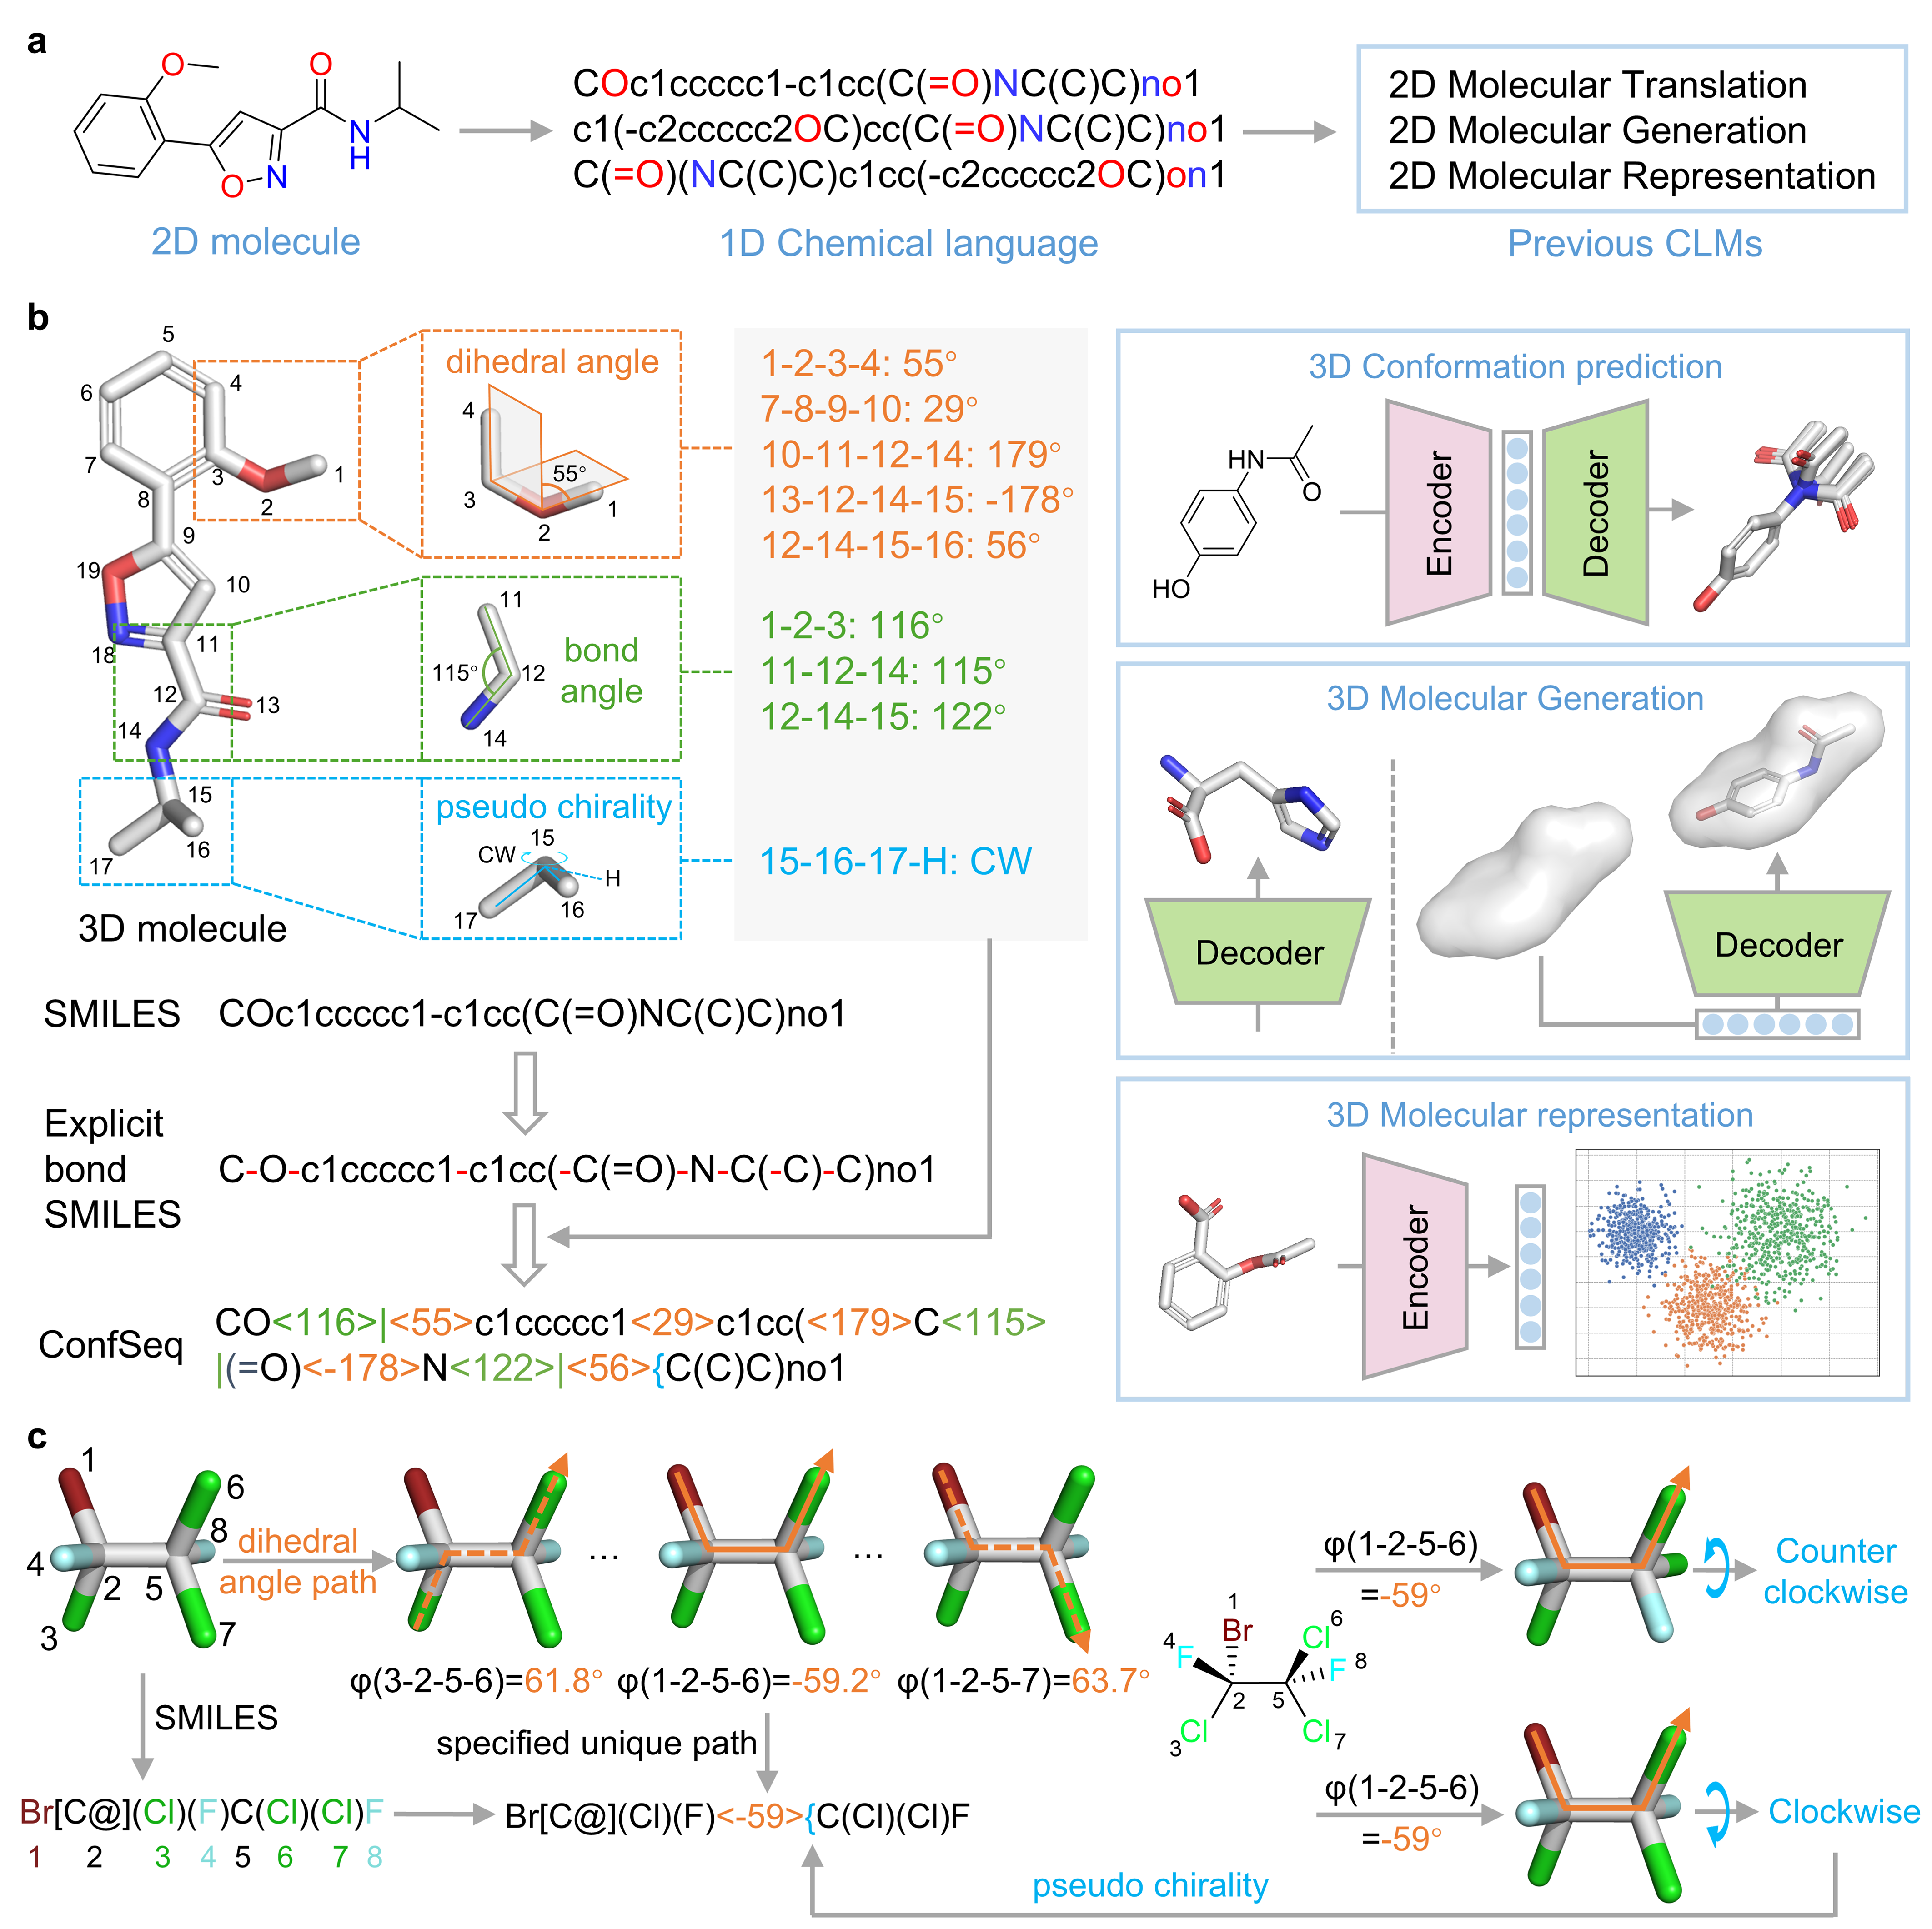 a
O
O
N
H
O
N
2D molecule
COc1ccccc1-c1cc(C(=O)NC(C)C)no1
c1(-c2ccccc2OC)cc(C(=O)NC(C)C)no1
C(=O)(NC(C)C)c1cc(-c2ccccc2OC)on1
1D Chemical language
2D Molecular Translation
2D Molecular Generation
2D Molecular Representation
Previous CLMs
b
5
4
6
7
3
1
8
2
9
19
10
18
11
12
13
14
15
16
17
3D molecule
dihedral angle
4
55°
3
1
2
11
115°
12
14
bond
angle
pseudo chirality
15
CW
H
16
17
1-2-3-4: 55°
7-8-9-10: 29°
10-11-12-14: 179°
13-12-14-15: -178°
12-14-15-16: 56°
1-2-3: 116°
11-12-14: 115°
12-14-15: 122°
15-16-17-H: CW
SMILES
COc1ccccc1-c1cc(C(=O)NC(C)C)no1
Explicit
bond
SMILES
C-O-c1ccccc1-c1cc(-C(=O)-N-C(-C)-C)no1
ConfSeq
CO<116>|<55>c1ccccc1<29>c1cc(<179>C<115>
|(=O)<-178>N<122>|<56>{C(C)C)no1
3D Conformation prediction
HN
O
HO
Encoder
Decoder
3D Molecular Generation
Decoder
Decoder
3D Molecular representation
Encoder
c
1
6
8
4
2
5
3
7
dihedral
angle path
...
...
φ(3-2-5-6)=61.8°
φ(1-2-5-6)=-59.2°
φ(1-2-5-7)=63.7°
SMILES
specified unique path
Br[C@](Cl)(F)C(Cl)(Cl)F
1 2 3 4 5 6 7 8
Br[C@](Cl)(F)<-59>{C(Cl)(Cl)F
1
Br
4
F
Cl
6
F
8
2
5
Cl
3
Cl
7
φ(1-2-5-6)
=-59°
Counter
clockwise
φ(1-2-5-6)
=-59°
Clockwise
pseudo chirality